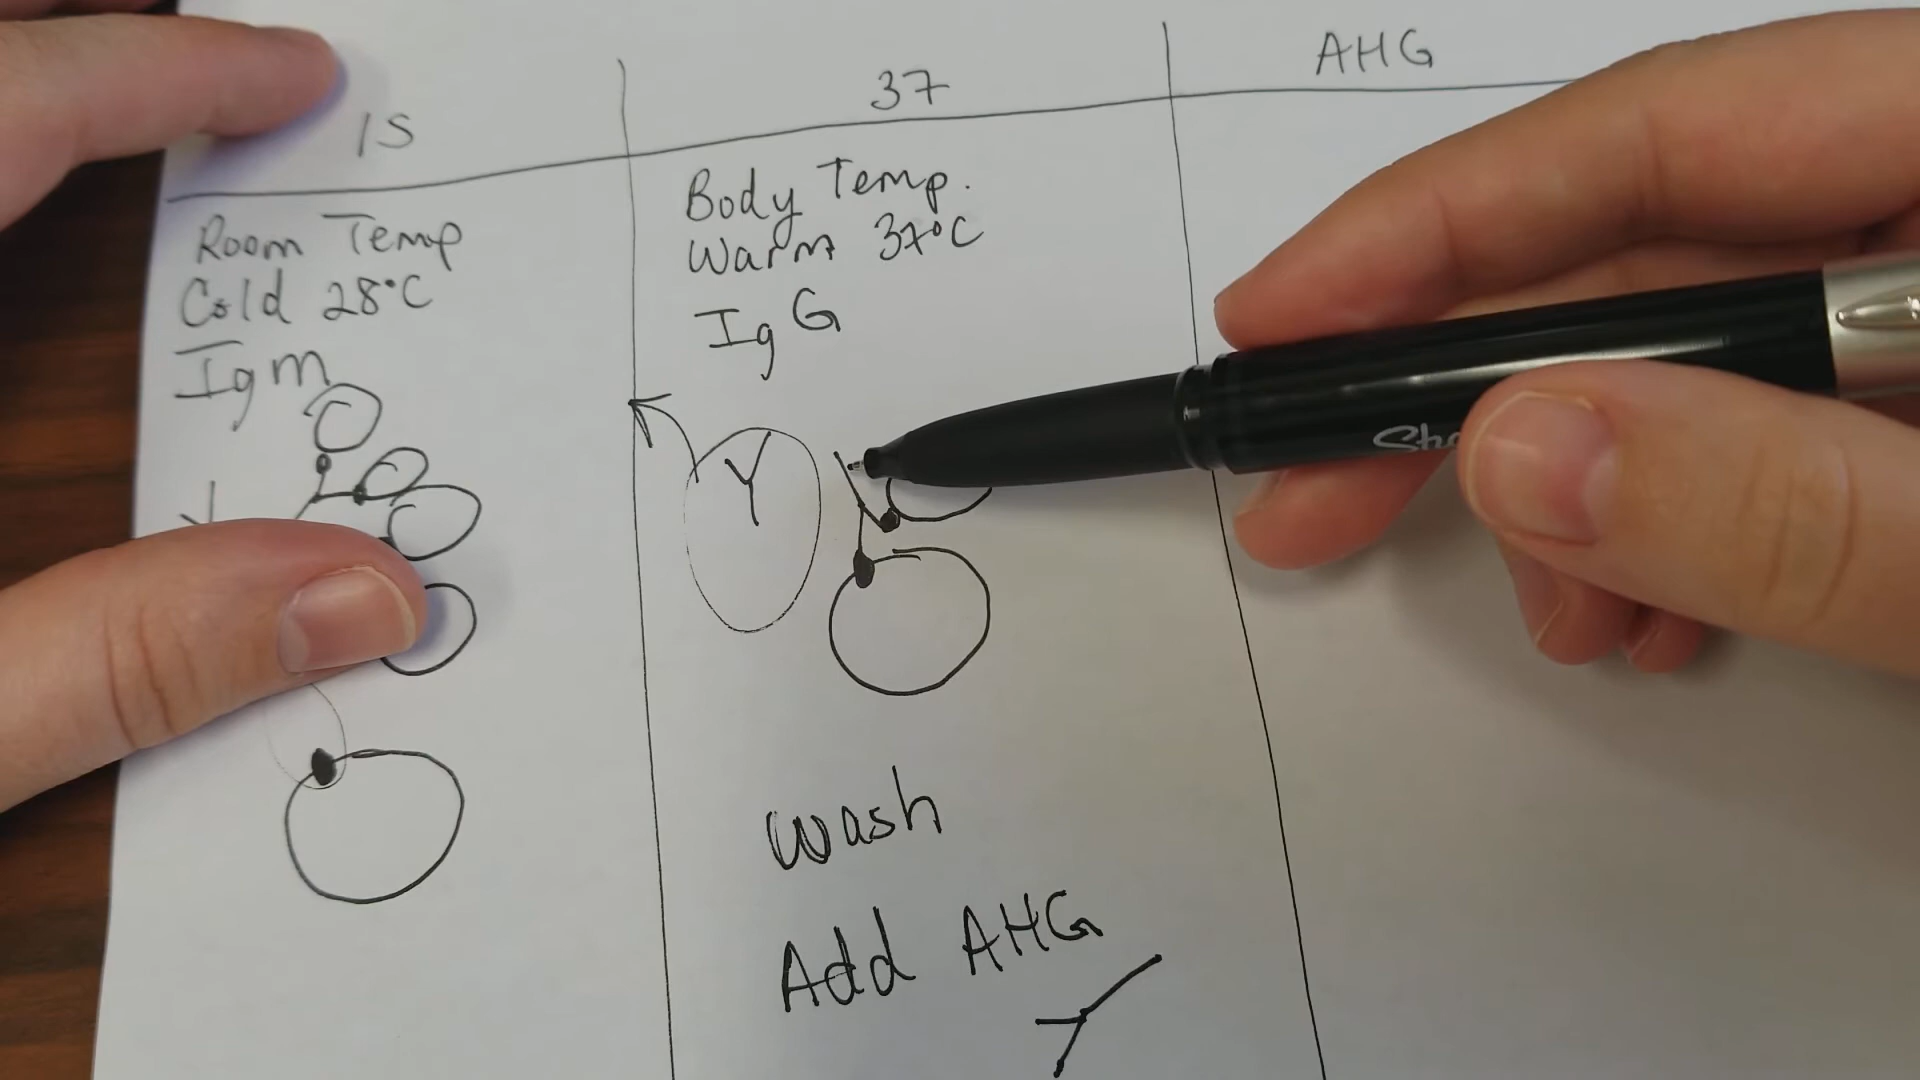 IS
37
AHG
Room Temp
Cold 28°C
IgM
Body Temp.
Warm 37°C
IgG
Y
Wash
Add AHG